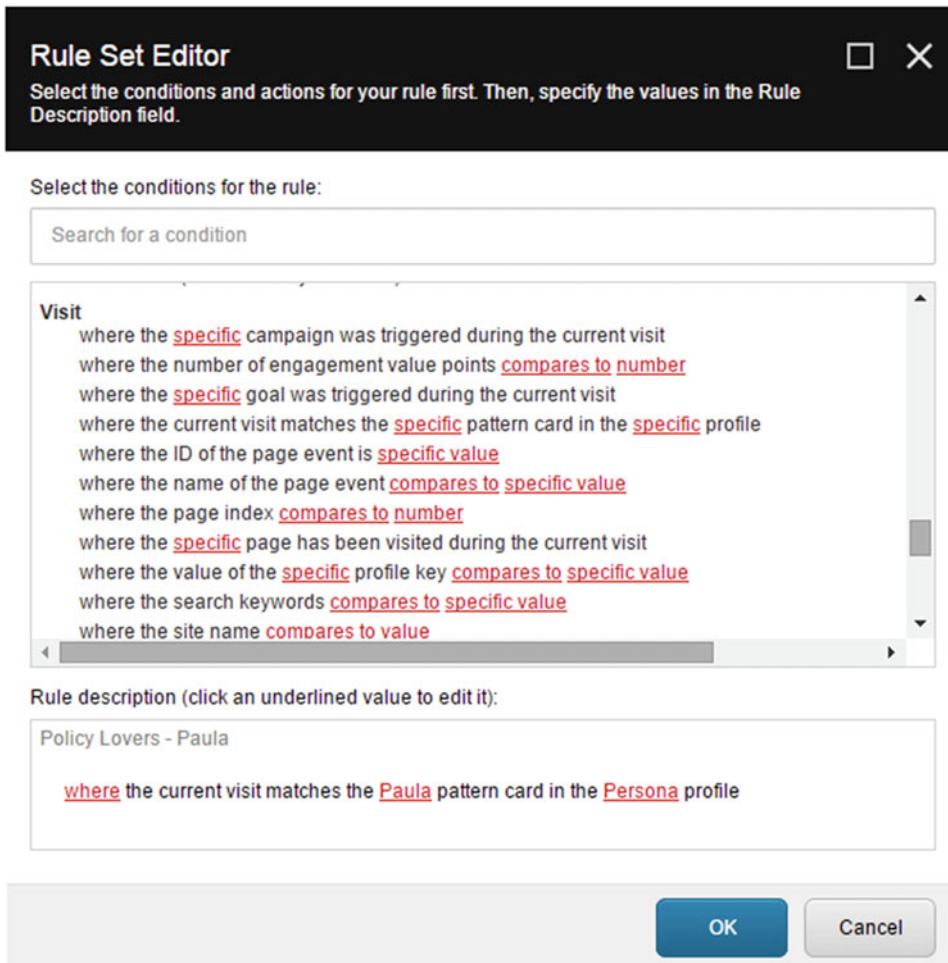 Rule Set Editor
Select the conditions and actions for your rule first. Then, specify the values in the Rule
Description field.
Select the conditions for the rule:
Search for a condition
Visit
where the specific campaign was triggered during the current visit
where the number of engagement value points compares to number
where the specific goal was triggered during the current visit
where the current visit matches the specific pattern card in the specific profile
where the ID of the page event is specific value
where the name of the page event compares to specific value
where the page index compares to number
where the specific page has been visited during the current visit
where the value of the specific profile key compares to specific value
where the search keywords compares to specific value
where the site name compares to value
Rule description (click an underlined value to edit it):
Policy Lovers - Paula
where the current visit matches the Paula pattern card in the Persona profile
OK
Cancel